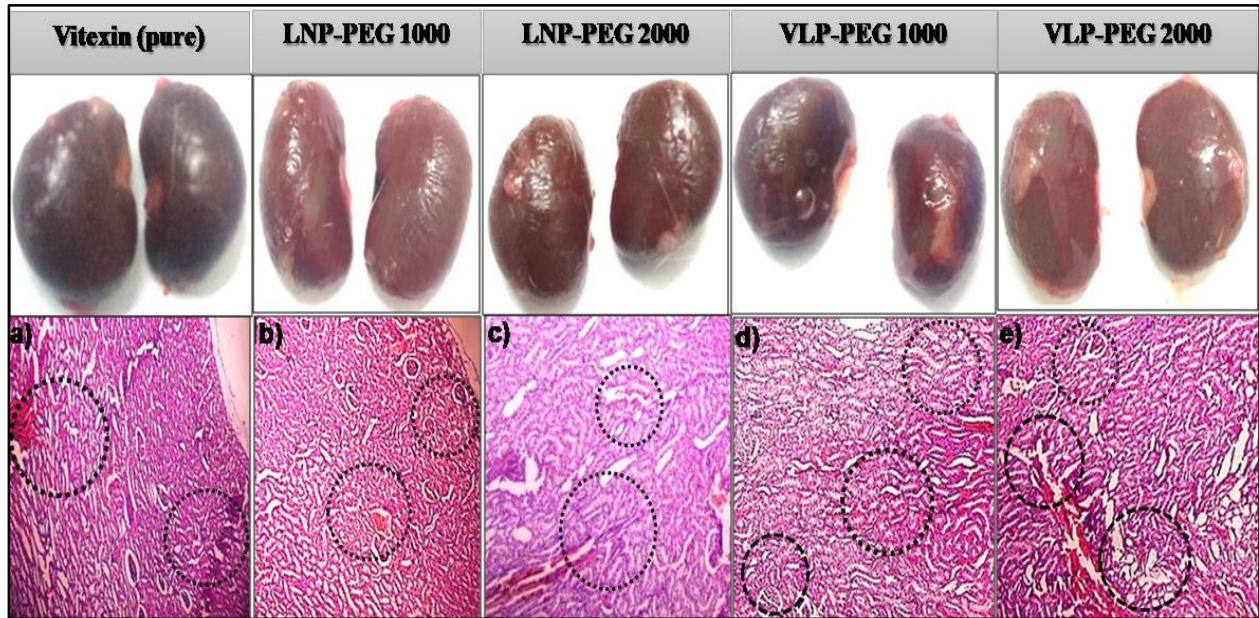 Vitexin (pure)
LNP-PEG 1000
LNP-PEG 2000
VLP-PEG 1000
VLP-PEG 2000
a)
b)
c)
d)
e)